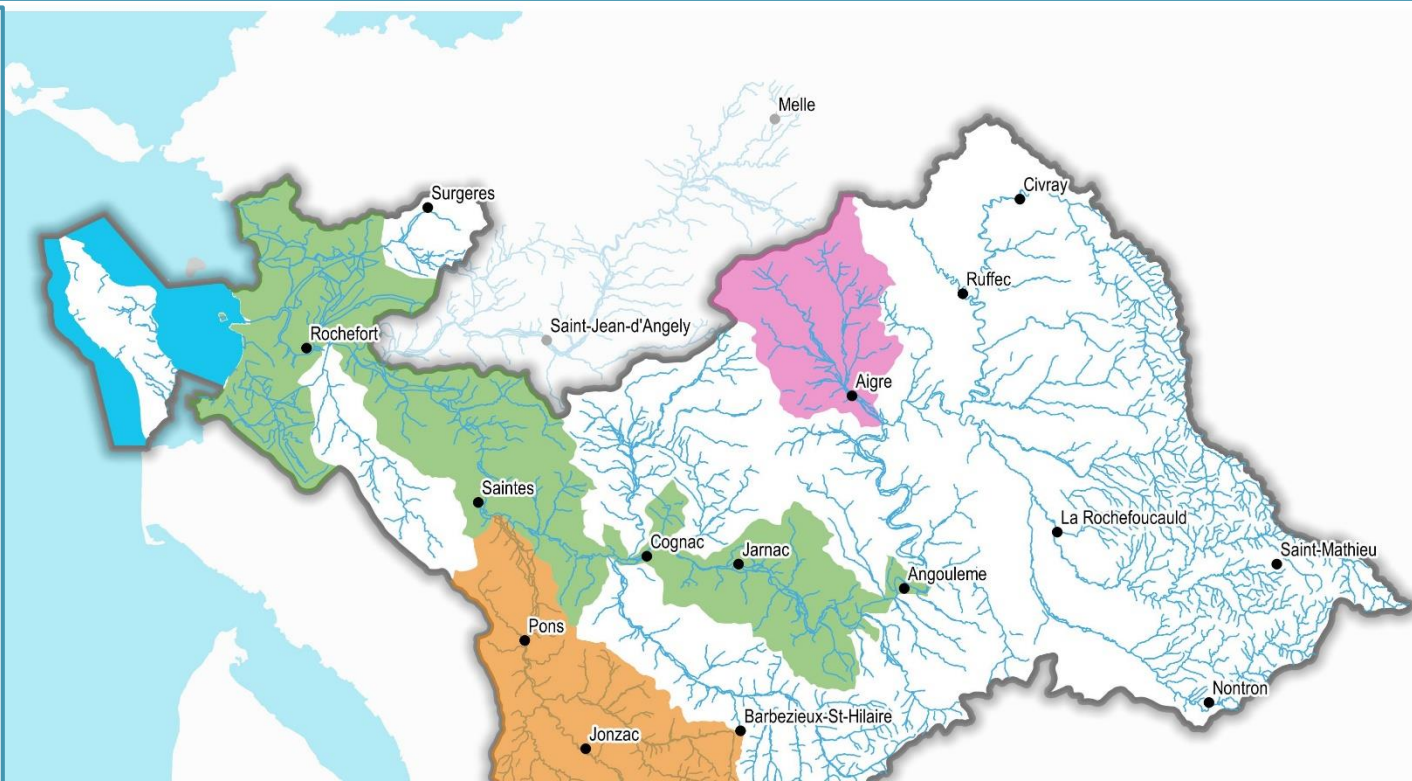 Melle
Civray
Surgeres
Ruffec
Saint-Jean-d'Angely
Rochefort
Aigre
Saintes
La Rochefoucauld
Cognac
Jarnac
Saint-Mathieu
Angouleme
Pons
Nontron
Barbezieux-St-Hilaire
Jonzac